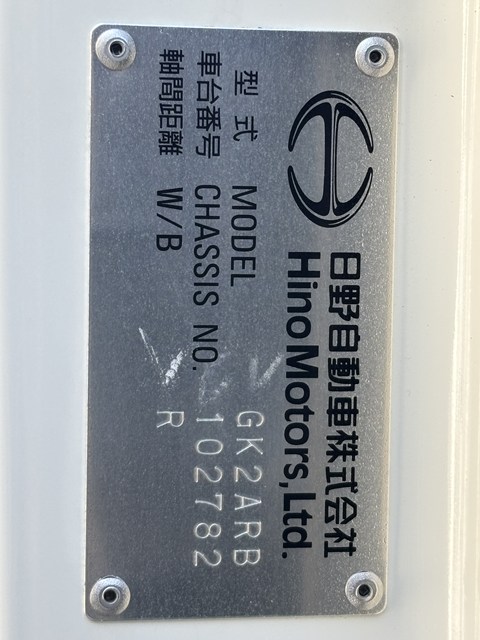 日野自動車株式会社
Hino Motors, Ltd.
型式 MODEL GK2ARB
車台番号 CHASSIS NO. 102782
軸間距離 W/B R